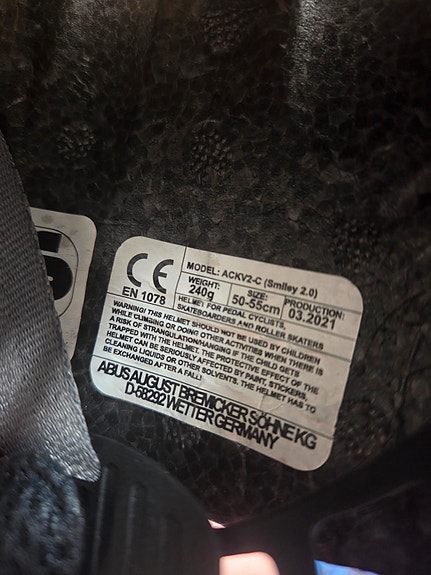 CE
EN 1078
MODEL: ACKV2-C (Smiley 2.0)
WEIGHT:
240g
SIZE:
50-55cm
PRODUCTION:
03.2021
HELMET FOR PEDAL CYCLISTS,
SKATEBOARDERS AND ROLLER SKATERS
WARNING! THIS HELMET SHOULD NOT BE USED BY CHILDREN
WHILE CLIMBING OR DOING OTHER ACTIVITIES WHEN THERE IS
A RISK OF STRANGULATION/HANGING IF THE CHILD GETS
TRAPPED WITH THE HELMET. THE PROTECTIVE EFFECT OF THE
HELMET CAN BE SERIOUSLY AFFECTED BY PAINT, STICKERS,
CLEANING LIQUIDS OR OTHER SOLVENTS. THE HELMET HAS TO
BE EXCHANGED AFTER A FALL!
ABUS AUGUST BREMICKER SÖHNE KG
D-58292 WETTER GERMANY